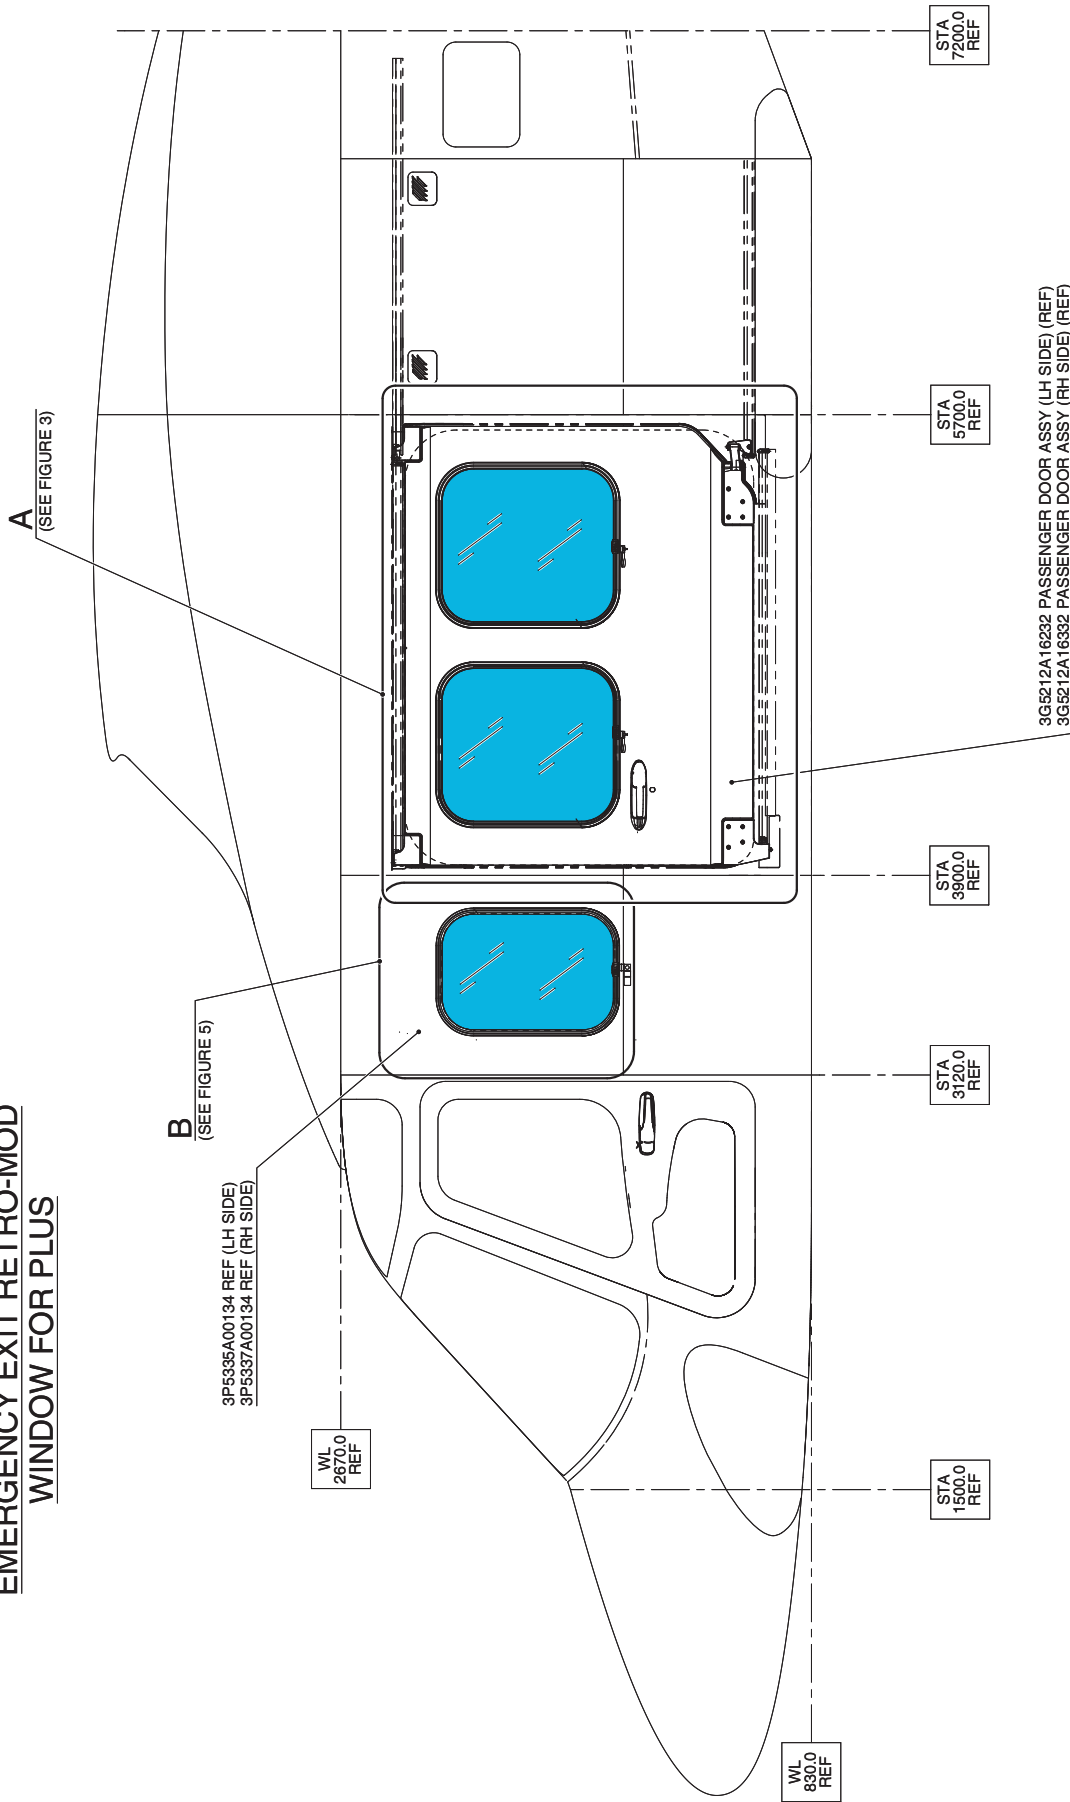 EMERGENCY EXIT RETRO-MOD
WINDOW FOR PLUS
A
(SEE FIGURE 3)
B
(SEE FIGURE 5)
3P5335A00134 REF (LH SIDE)
3P5337A00134 REF (RH SIDE)
WL
2670.0
REF
WL
830.0
REF
STA
1500.0
REF
STA
3120.0
REF
STA
3900.0
REF
STA
5700.0
REF
STA
7200.0
REF
3G5212A16232 PASSENGER DOOR ASSY (LH SIDE) (REF)
3G5212A16332 PASSENGER DOOR ASSY (RH SIDE) (REF)